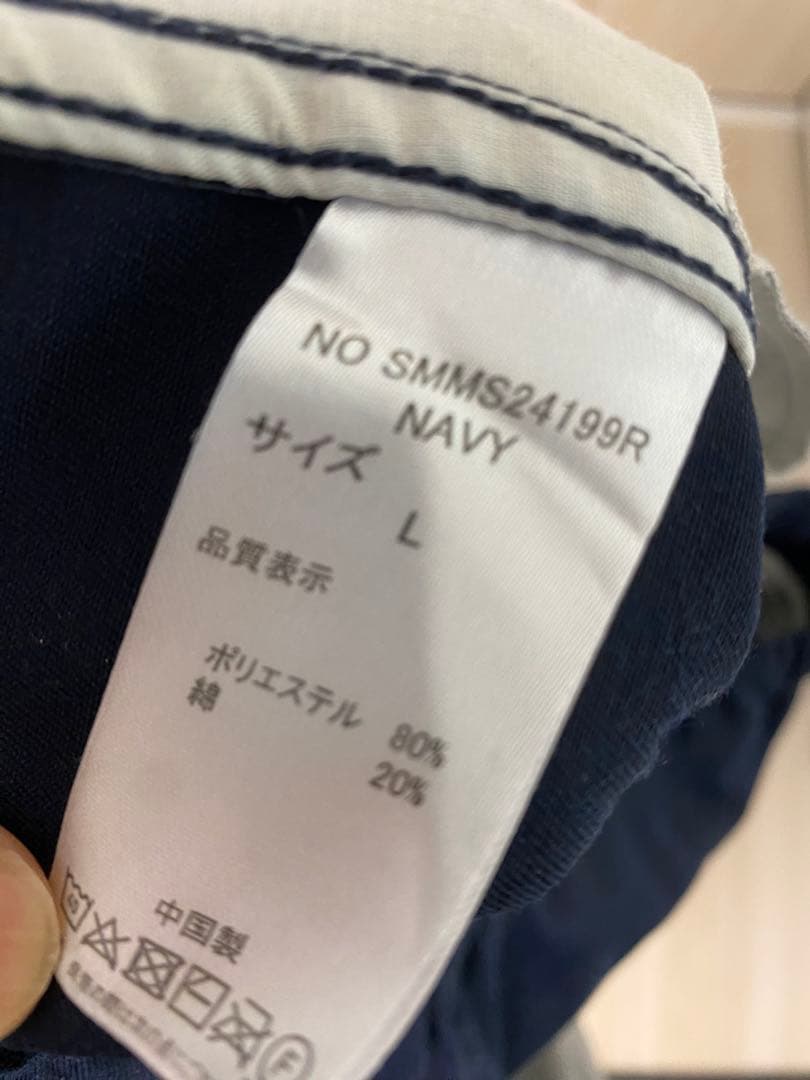 NO SMMS24199R
NAVY
サイズ
L
品質表示
ポリエステル 80%
綿 20%
中国製
40
F